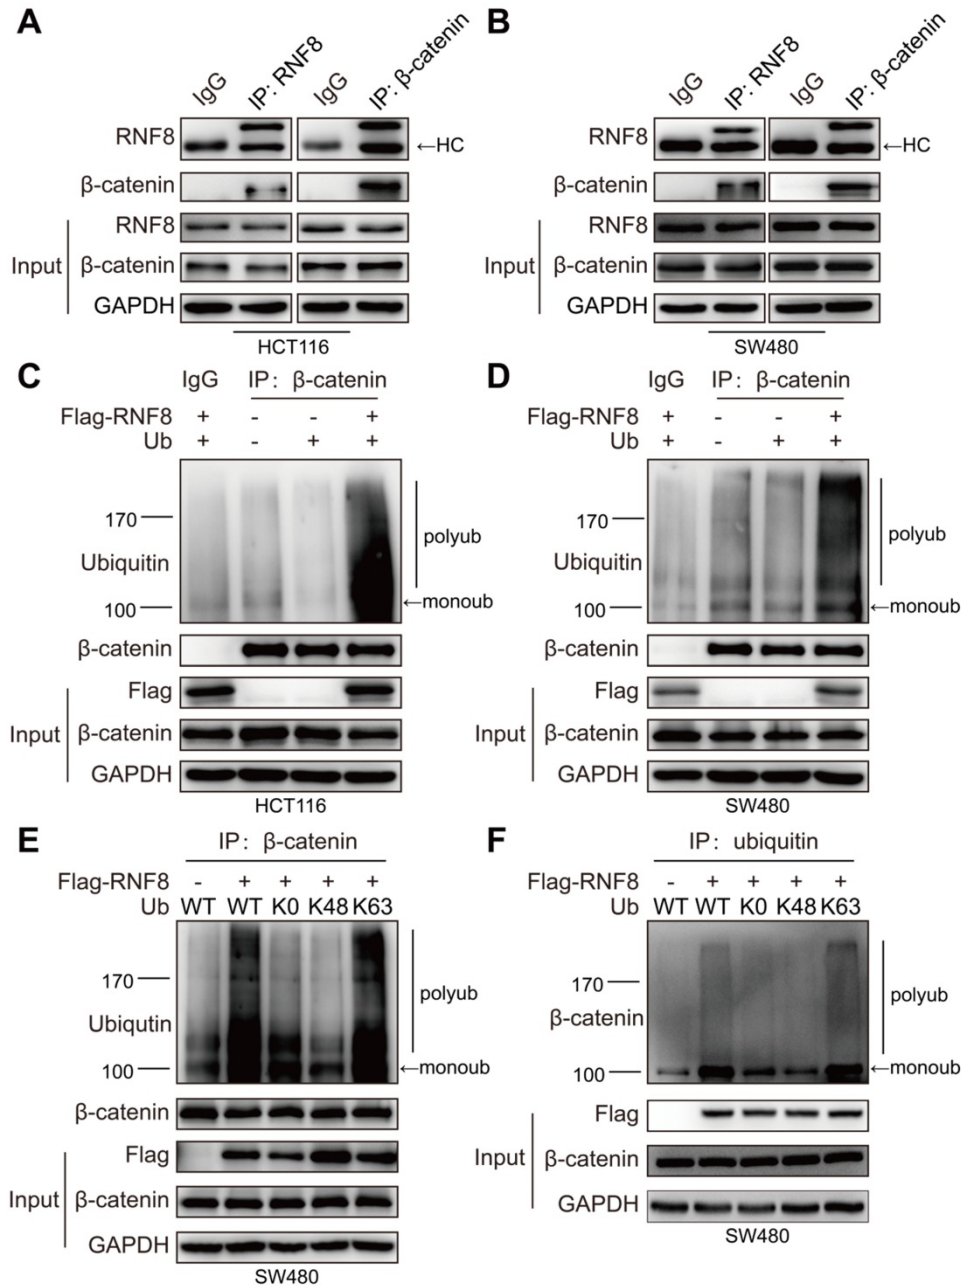 A
IgG
IP: RNF8
IgG
IP: β-catenin
RNF8
←HC
β-catenin
RNF8
Input
β-catenin
GAPDH
HCT116
B
IgG
IP: RNF8
IgG
IP: β-catenin
RNF8
←HC
β-catenin
RNF8
Input
β-catenin
GAPDH
SW480
C
IgG IP: β-catenin
Flag-RNF8 + - - +
Ub + - + +
170
polyub
Ubiquitin
100
←monoub
β-catenin
Flag
Input
β-catenin
GAPDH
HCT116
D
IgG IP: β-catenin
Flag-RNF8 + - - +
Ub + - + +
170
polyub
Ubiquitin
100
←monoub
β-catenin
Flag
Input
β-catenin
GAPDH
SW480
E
IP: β-catenin
Flag-RNF8 - + + + +
Ub WT WT K0 K48 K63
170
polyub
Ubiqutin
100
←monoub
β-catenin
Flag
Input
β-catenin
GAPDH
SW480
F
IP: ubiquitin
Flag-RNF8 - + + + +
Ub WT WT K0 K48 K63
170
polyub
β-catenin
100
←monoub
Flag
Input
β-catenin
GAPDH
SW480